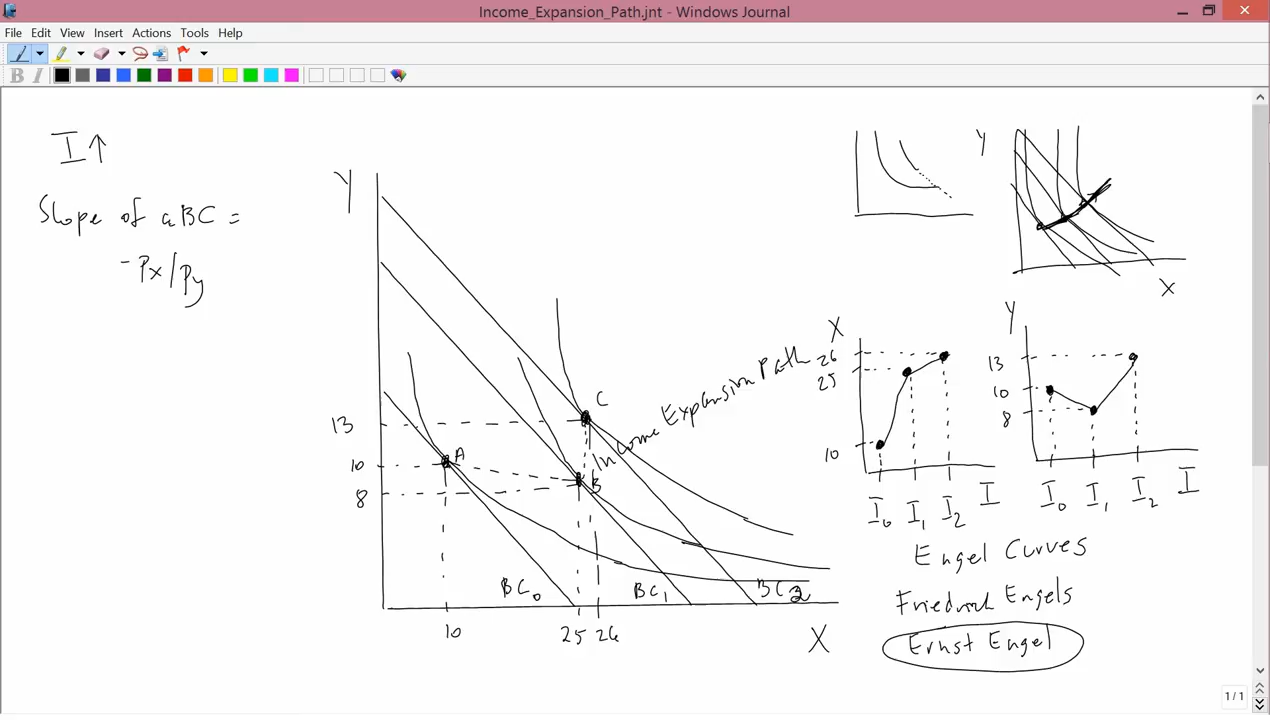 Income_Expansion_Path.jnt - Windows Journal
File Edit View Insert Actions Tools Help
B I
I↑
Slope of a BC =
-Px/Py
Y
13
10
8
A
B
C
BC0
BC1
BC2
10
25 26
X
Income Expansion Path
Y
X
X
26
25
10
I0 I1 I2 I
Y
13
10
8
I0 I1 I2 I
Engel Curves
Friedrich Engels
Ernst Engel
1 / 1